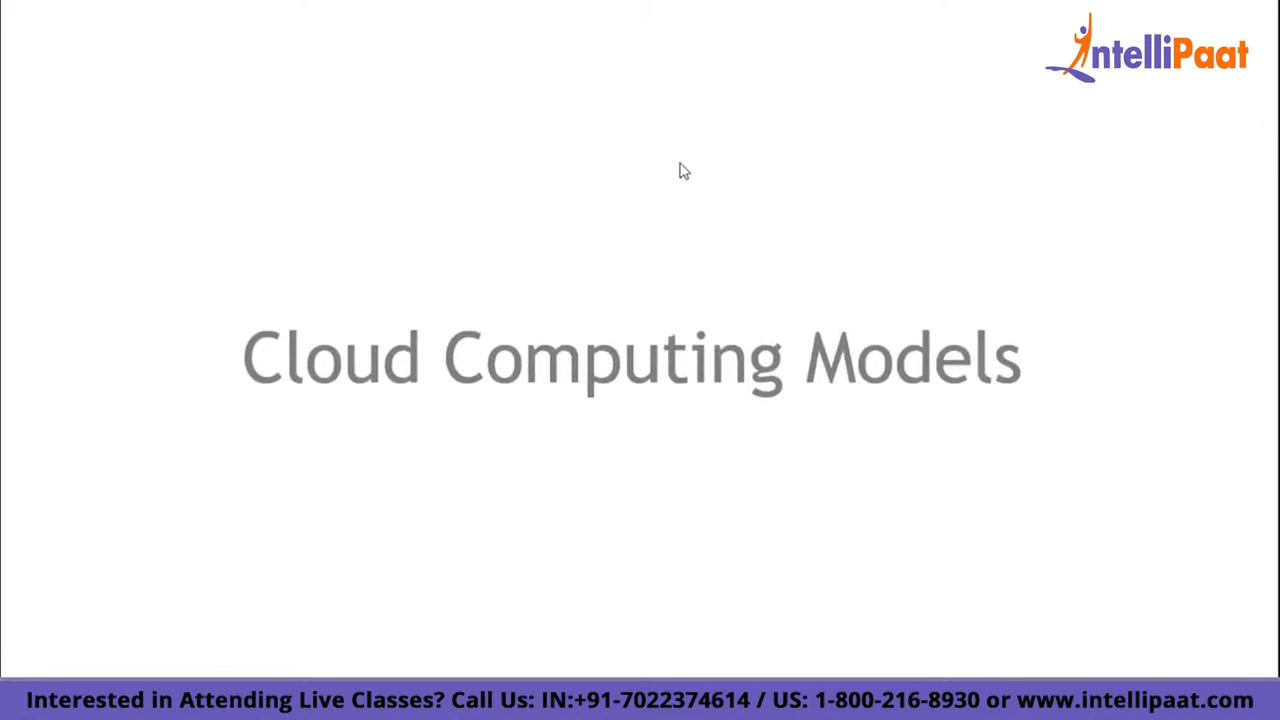 IntelliPaat
Cloud Computing Models
Interested in Attending Live Classes? Call Us: IN:+91-7022374614 / US: 1-800-216-8930 or www.intellipaat.com